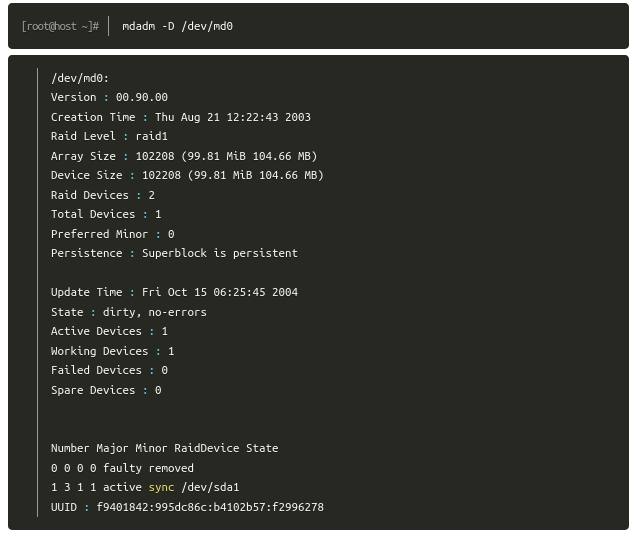 [root@host ~]# mdadm -D /dev/md0
/dev/md0:
Version : 00.90.00
Creation Time : Thu Aug 21 12:22:43 2003
Raid Level : raid1
Array Size : 102208 (99.81 MiB 104.66 MB)
Device Size : 102208 (99.81 MiB 104.66 MB)
Raid Devices : 2
Total Devices : 1
Preferred Minor : 0
Persistence : Superblock is persistent
Update Time : Fri Oct 15 06:25:45 2004
State : dirty, no-errors
Active Devices : 1
Working Devices : 1
Failed Devices : 0
Spare Devices : 0
Number Major Minor RaidDevice State
0 0 0 0 faulty removed
1 3 1 1 active sync /dev/sda1
UUID : f9401842:995dc86c:b4102b57:f2996278